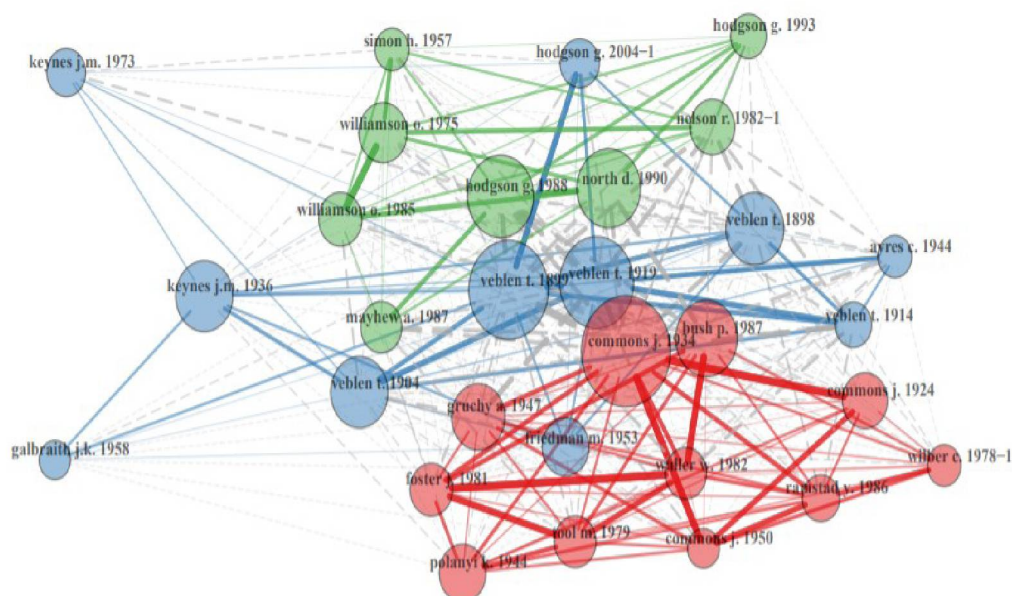 hodgson g. 1993
simon h. 1957
hodgson g. 2004-1
keynes j.m. 1973
nelson r. 1982-1
williamson o. 1975
north d. 1990
hodgson g. 1988
williamson o. 1985
veblen t. 1898
ayres c. 1944
veblen t. 1919
veblen t. 1899
keynes j.m. 1936
mayhew a. 1987
veblen t. 1914
bush p. 1987
commons j. 1934
veblen t. 1904
commons j. 1924
gruchy a. 1947
friedman m. 1953
galbraith j.k. 1958
wilber c. 1978-1
waller w. 1982
foster j. 1981
ranistad v. 1986
tool m. 1979
commons j. 1950
polanyi k. 1944